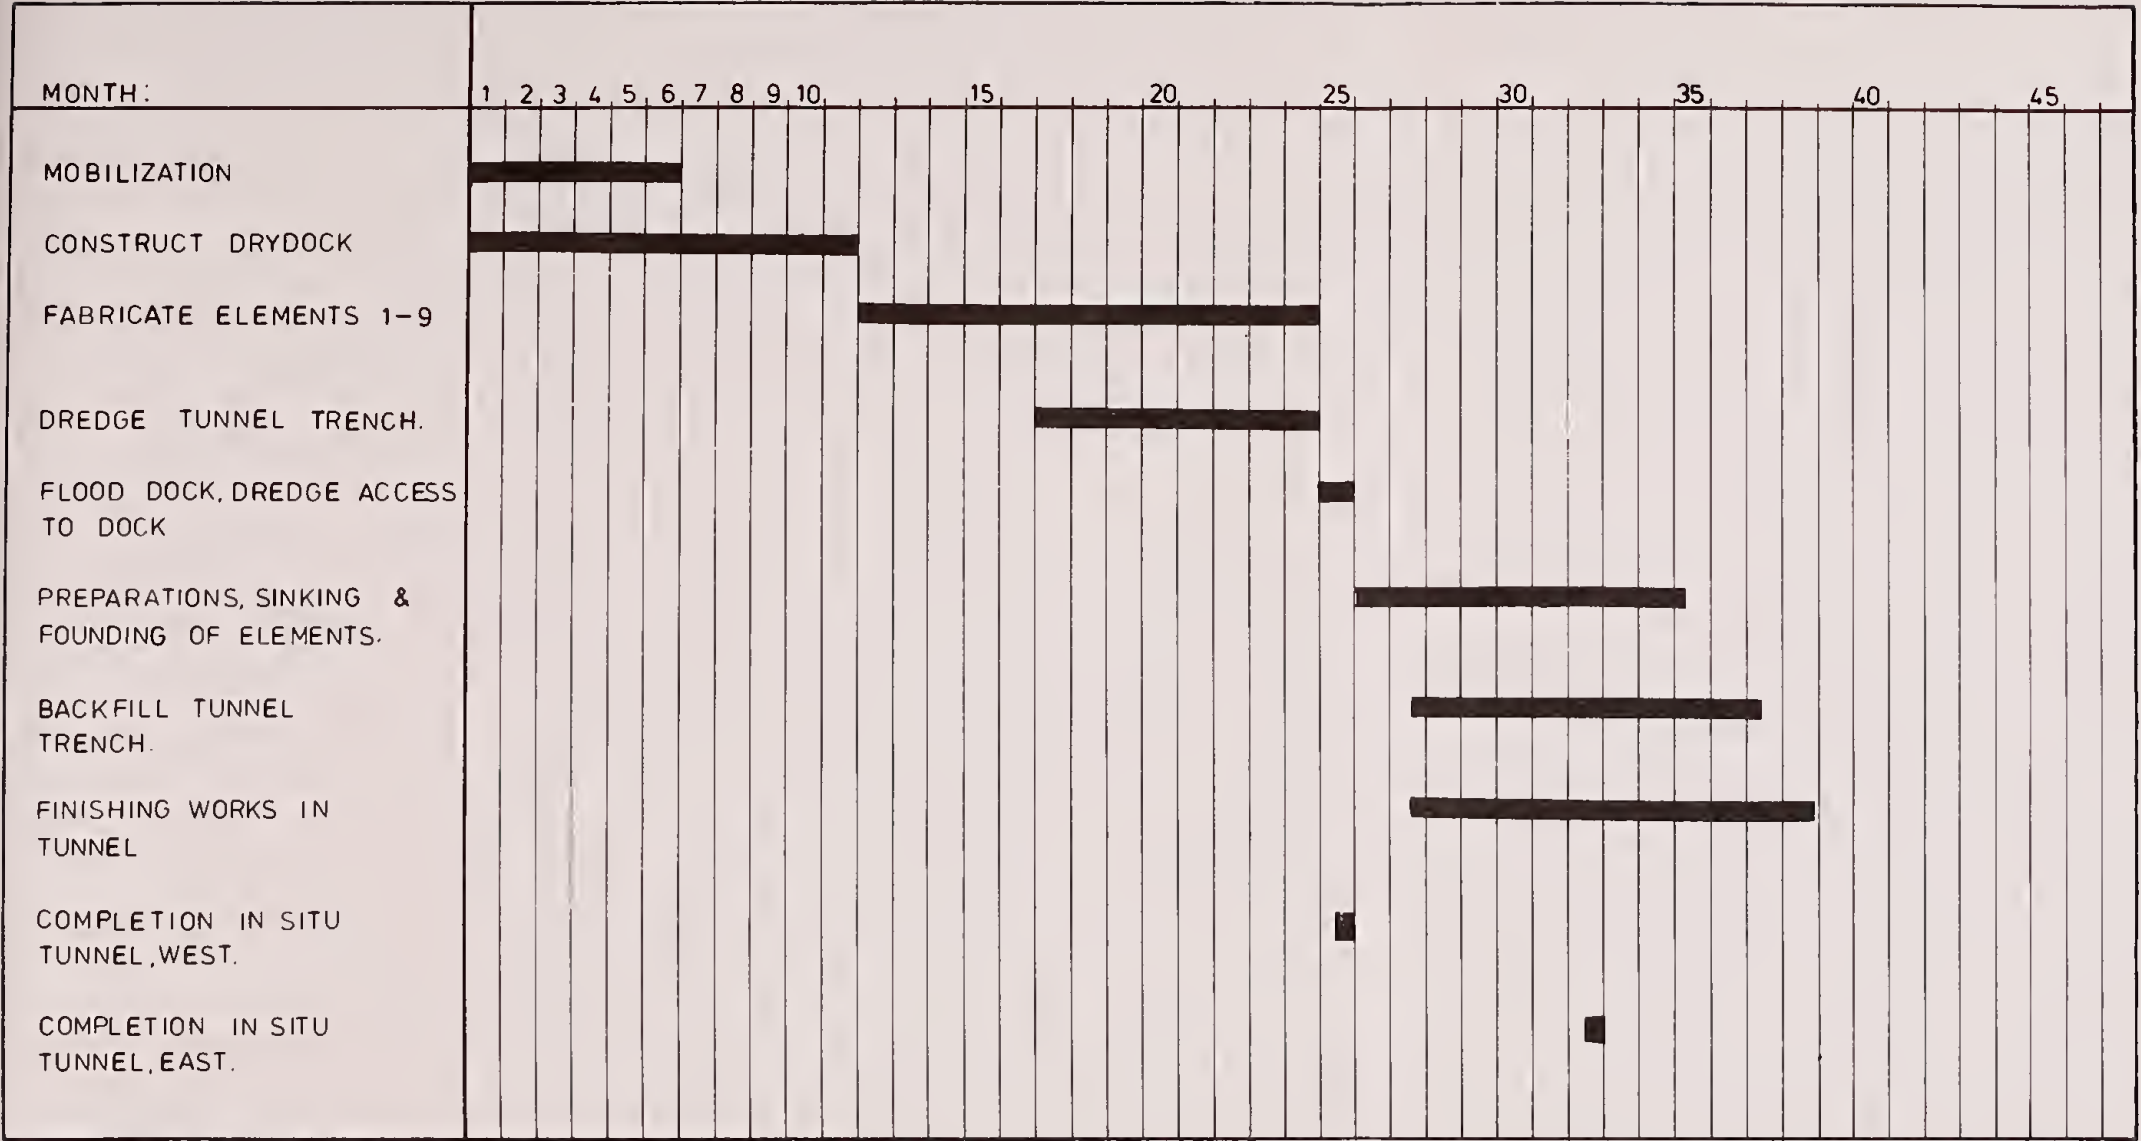 MONTH: 1 2 3 4 5 6 7 8 9 10 15 20 25 30 35 40 45
MOBILIZATION
CONSTRUCT DRYDOCK
FABRICATE ELEMENTS 1-9
DREDGE TUNNEL TRENCH.
FLOOD DOCK, DREDGE ACCESS
TO DOCK
PREPARATIONS, SINKING &
FOUNDING OF ELEMENTS.
BACKFILL TUNNEL
TRENCH.
FINISHING WORKS IN
TUNNEL
COMPLETION IN SITU
TUNNEL, WEST.
COMPLETION IN SITU
TUNNEL, EAST.